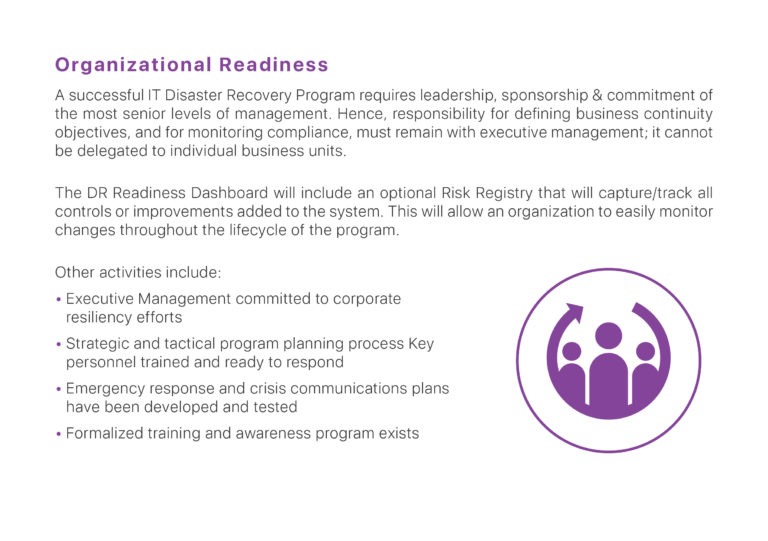 Organizational Readiness
A successful IT Disaster Recovery Program requires leadership, sponsorship & commitment of
the most senior levels of management. Hence, responsibility for defining business continuity
objectives, and for monitoring compliance, must remain with executive management; it cannot
be delegated to individual business units.
The DR Readiness Dashboard will include an optional Risk Registry that will capture/track all
controls or improvements added to the system. This will allow an organization to easily monitor
changes throughout the lifecycle of the program.
Other activities include:
• Executive Management committed to corporate
resiliency efforts
• Strategic and tactical program planning process Key
personnel trained and ready to respond
• Emergency response and crisis communications plans
have been developed and tested
• Formalized training and awareness program exists